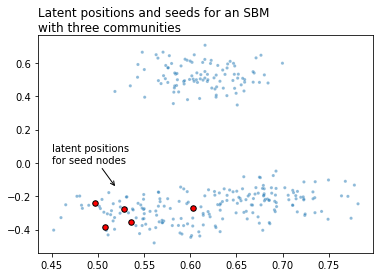 Latent positions and seeds for an SBM
with three communities
0.6
0.4
0.2
0.0
−0.2
−0.4
latent positions
for seed nodes
0.45 0.50 0.55 0.60 0.65 0.70 0.75